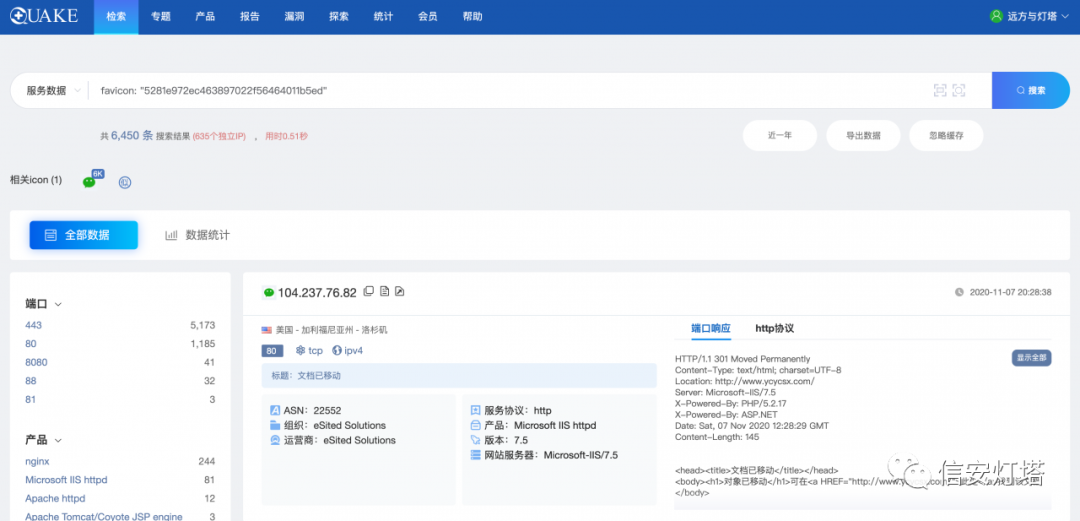 QUAKE 检索 专题 产品 报告 漏洞 探索 统计 会员 帮助 远方与灯塔
服务数据 favicon: "5281e972ec463897022f56464011b5ed" 搜索
共 6,450 条 搜索结果 (635个独立IP) ， 用时0.51秒 近一年 导出数据 忽略缓存
相关icon (1) 6K
全部数据 数据统计
端口
443 5,173
80 1,185
8080 41
88 32
81 3
产品
nginx 244
Microsoft IIS httpd 81
Apache httpd 12
Apache Tomcat/Coyote JSP engine 3
104.237.76.82 2020-11-07 20:28:38
美国 - 加利福尼亚州 - 洛杉矶
80 tcp ipv4
标题：文档已移动
ASN：22552
组织：eSited Solutions
运营商：eSited Solutions
服务协议：http
产品：Microsoft IIS httpd
版本：7.5
网站服务器：Microsoft-IIS/7.5
端口响应 http协议
显示全部
HTTP/1.1 301 Moved Permanently
Content-Type: text/html; charset=UTF-8
Location: http://www.ycycsx.com/
Server: Microsoft-IIS/7.5
X-Powered-By: PHP/5.2.17
X-Powered-By: ASP.NET
Date: Sat, 07 Nov 2020 12:28:29 GMT
Content-Length: 145
<head><title>文档已移动</title></head>
<body><h1>对象已移动</h1>可在<a HREF="http://www.y
</body>
信安灯塔